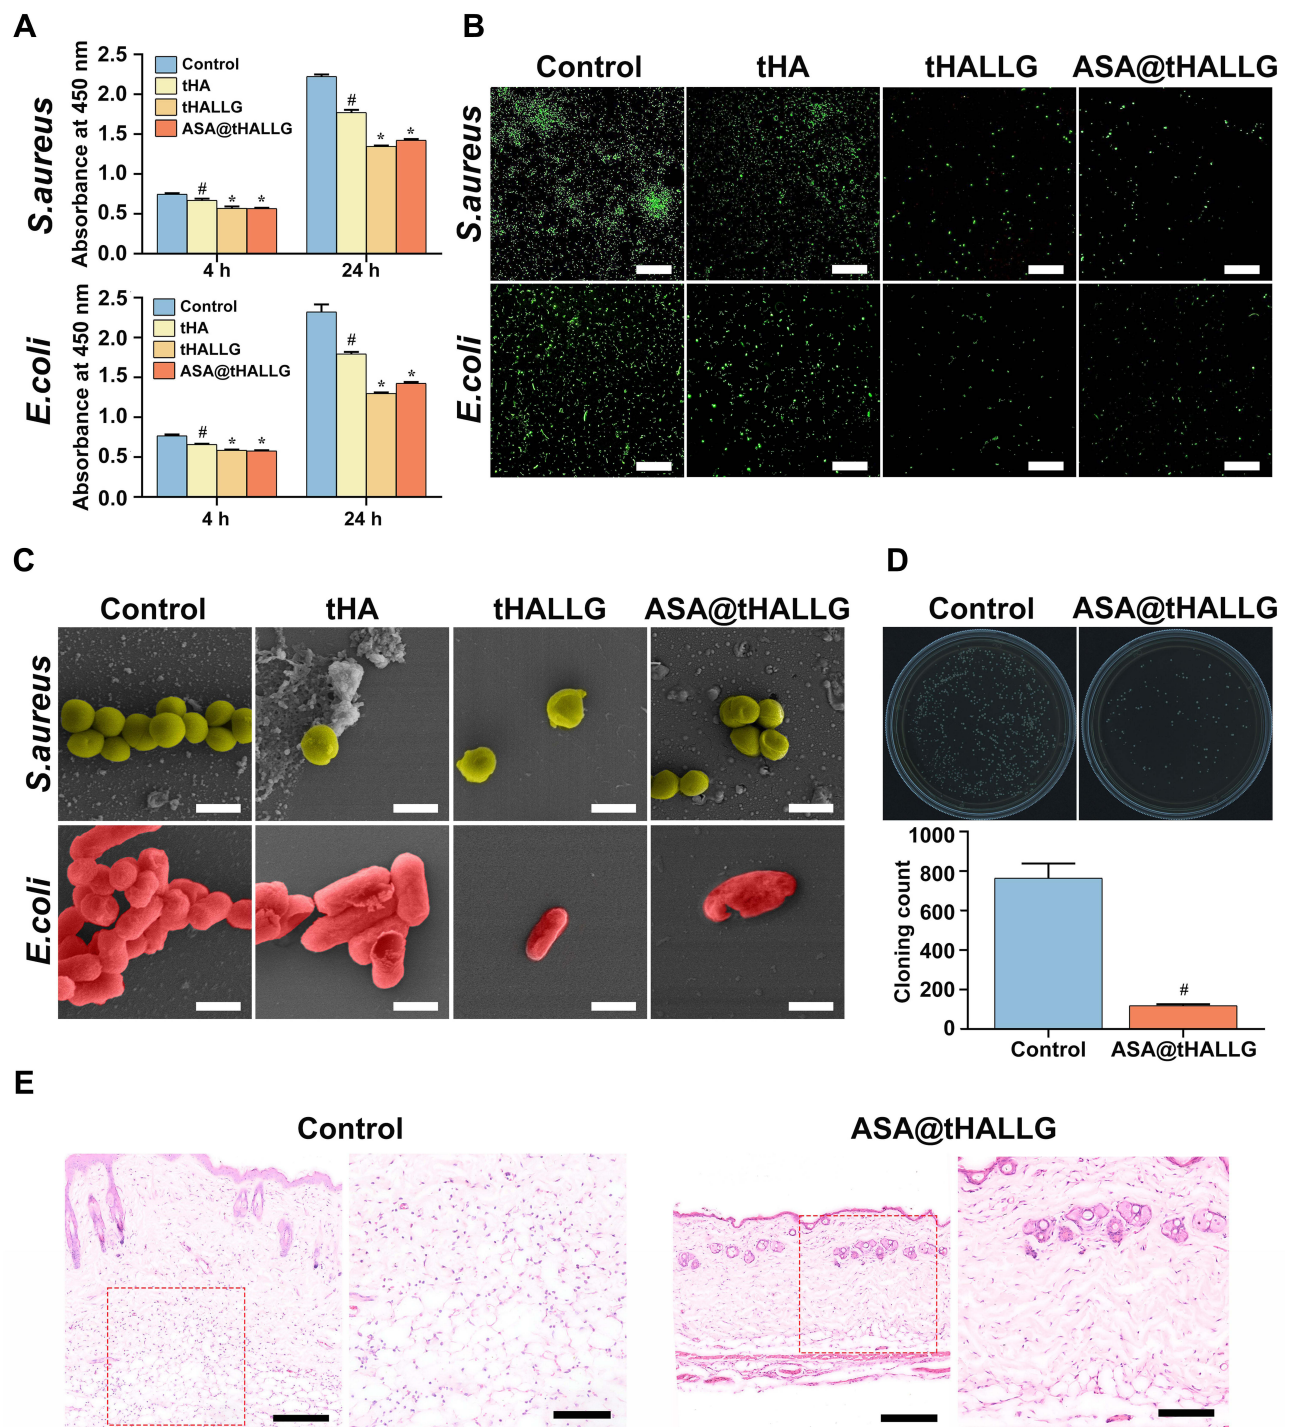 A
S.aureus
Absorbance at 450 nm
2.5
2.0
1.5
1.0
0.5
0.0
Control
tHA
tHALLG
ASA@tHALLG
#
*
*
#
*
*
4 h
24 h
E.coli
Absorbance at 450 nm
2.5
2.0
1.5
1.0
0.5
0.0
Control
tHA
tHALLG
ASA@tHALLG
#
*
*
#
*
*
4 h
24 h
B
Control
tHA
tHALLG
ASA@tHALLG
S.aureus
E.coli
C
Control
tHA
tHALLG
ASA@tHALLG
S.aureus
E.coli
D
Control
ASA@tHALLG
Cloning count
1000
800
600
400
200
0
#
Control
ASA@tHALLG
E
Control
ASA@tHALLG